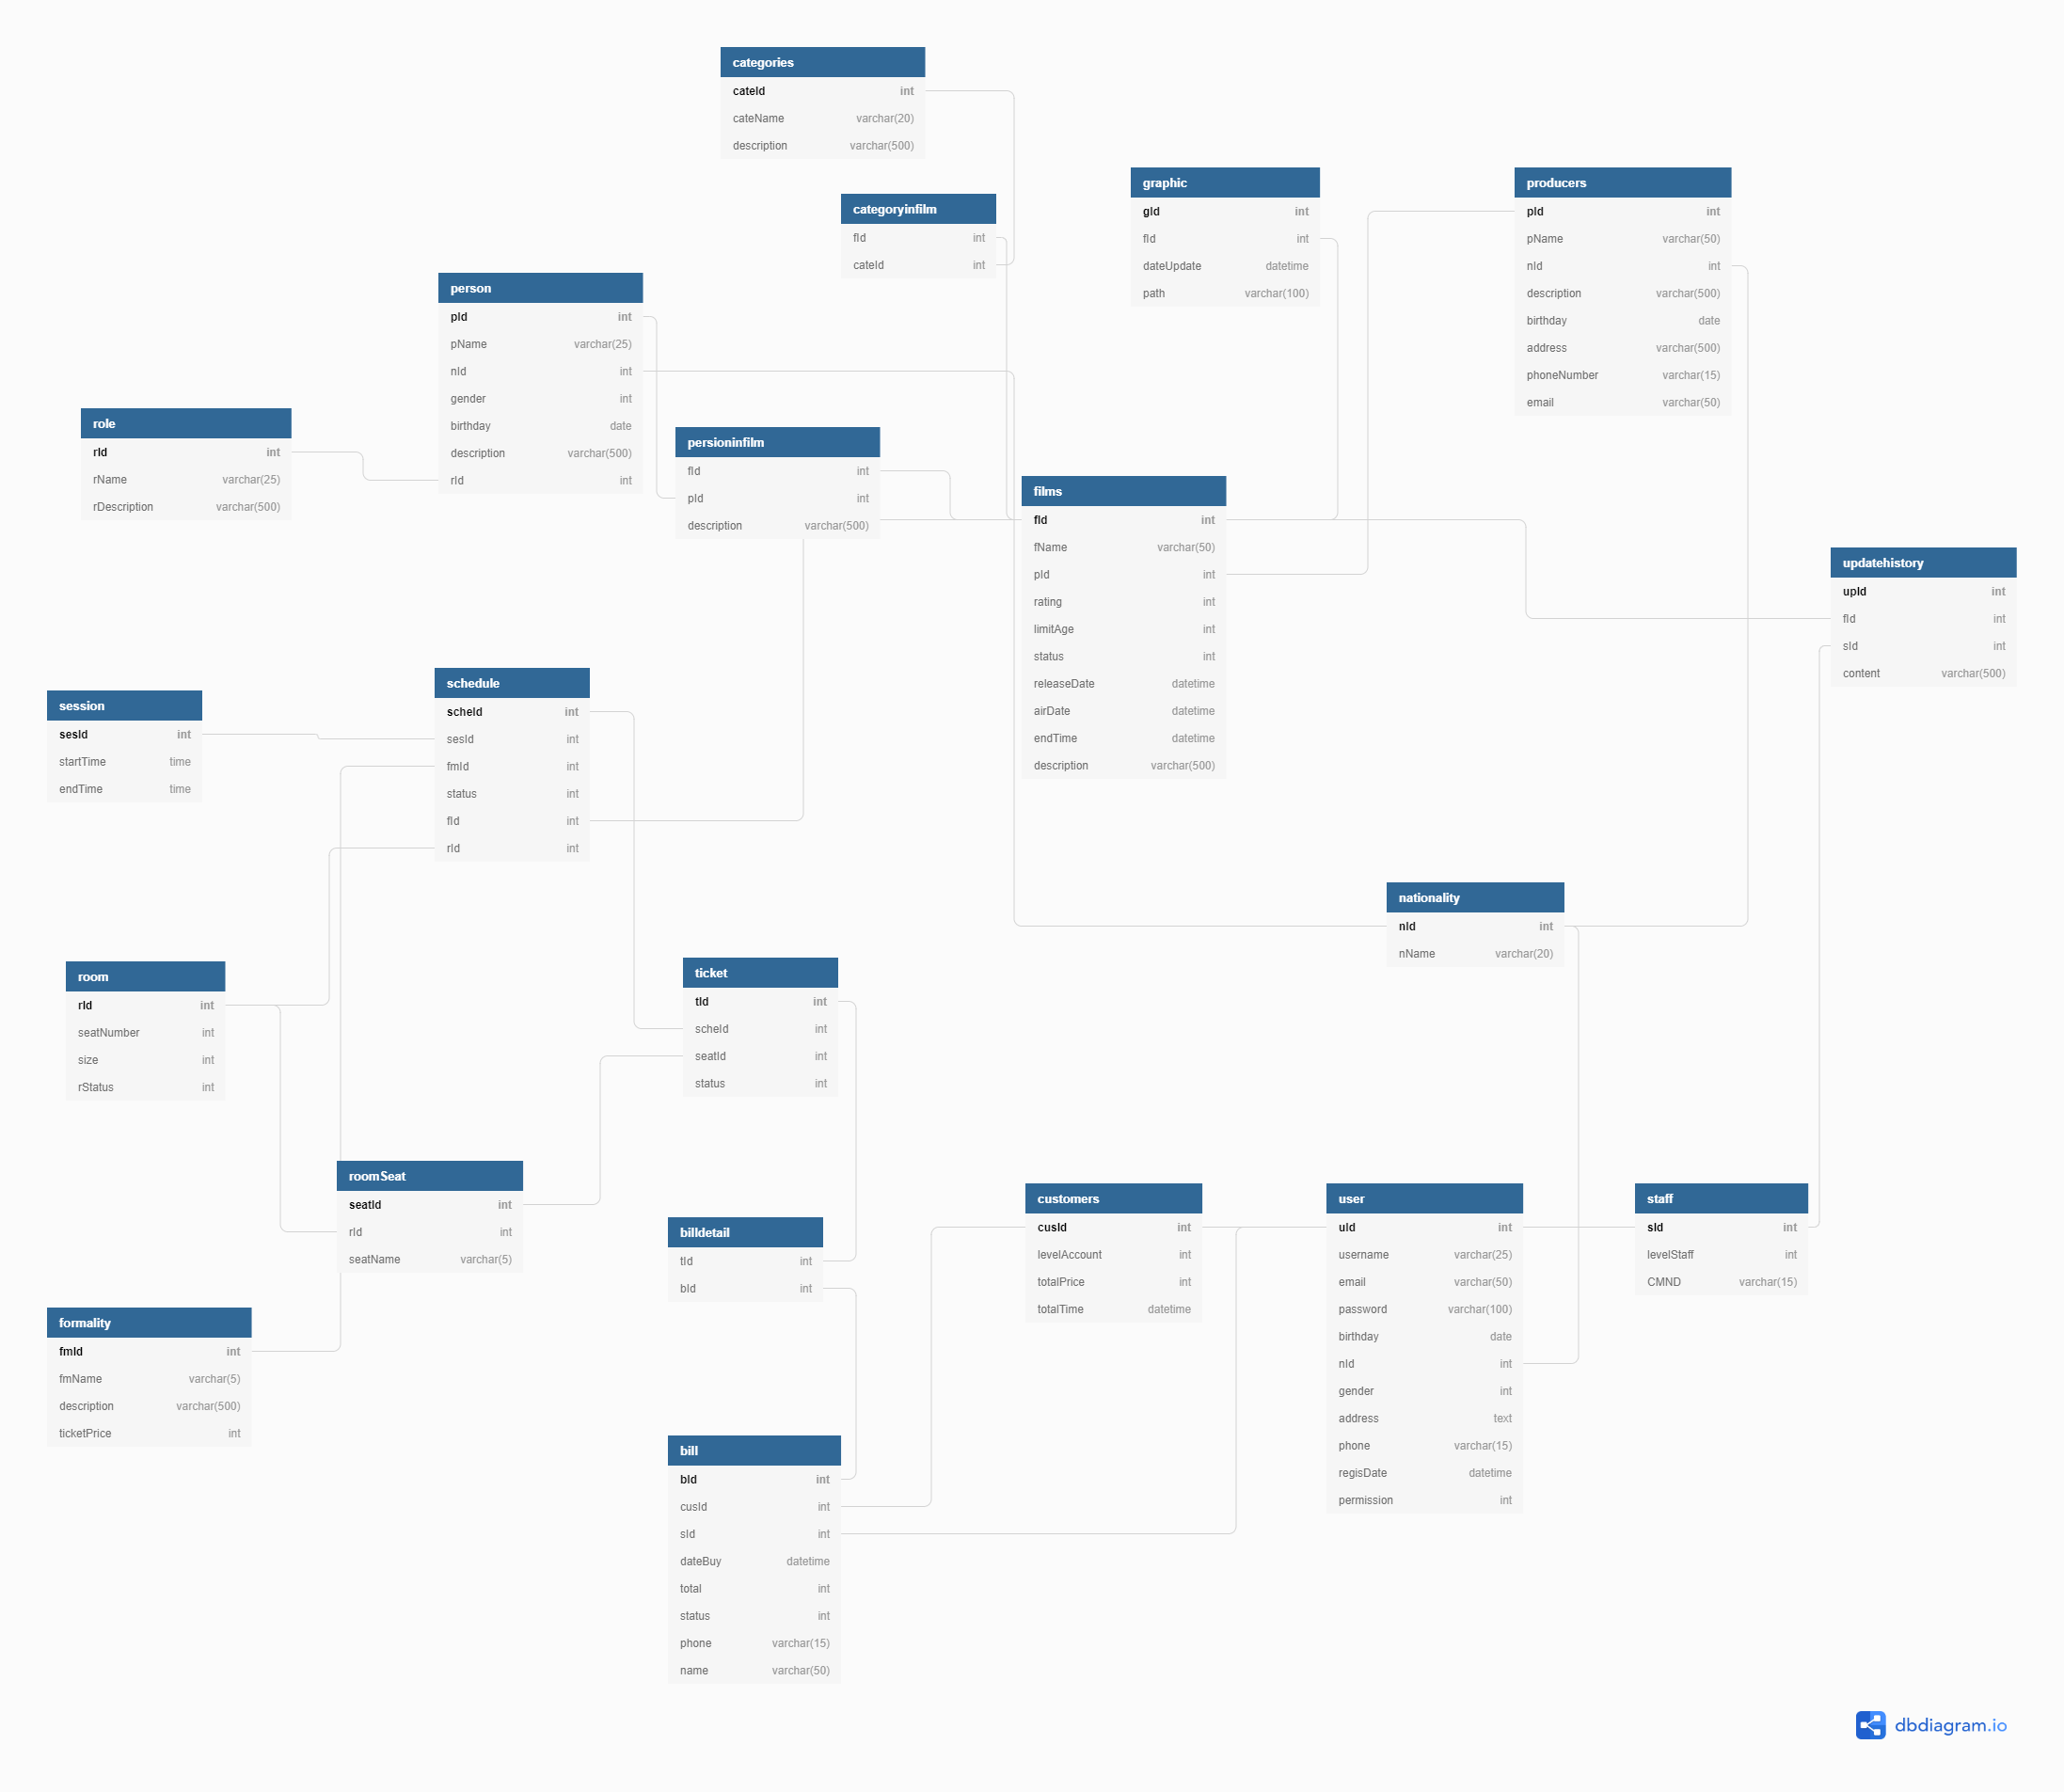 categories
cateId int
cateName varchar(20)
description varchar(500)
graphic
gId int
fId int
dateUpdate datetime
path varchar(100)
producers
pId int
pName varchar(50)
nId int
description varchar(500)
birthday date
address varchar(500)
phoneNumber varchar(15)
email varchar(50)
categoryinfilm
fId int
cateId int
person
pId int
pName varchar(25)
nId int
gender int
birthday date
description varchar(500)
rId int
role
rId int
rName varchar(25)
rDescription varchar(500)
persioninfilm
fId int
pId int
description varchar(500)
films
fId int
fName varchar(50)
pId int
rating int
limitAge int
status int
releaseDate datetime
airDate datetime
endTime datetime
description varchar(500)
updatehistory
upId int
fId int
sId int
content varchar(500)
schedule
scheId int
sesId int
fmId int
status int
fId int
rId int
session
sesId int
startTime time
endTime time
nationality
nId int
nName varchar(20)
room
rId int
seatNumber int
size int
rStatus int
ticket
tId int
scheId int
seatId int
status int
roomSeat
seatId int
rId int
seatName varchar(5)
billdetail
tId int
bId int
customers
cusId int
levelAccount int
totalPrice int
totalTime datetime
user
uId int
username varchar(25)
email varchar(50)
password varchar(100)
birthday date
nId int
gender int
address text
phone varchar(15)
regisDate datetime
permission int
staff
sId int
levelStaff int
CMND varchar(15)
formality
fmId int
fmName varchar(5)
description varchar(500)
ticketPrice int
bill
bId int
cusId int
sId int
dateBuy datetime
total int
status int
phone varchar(15)
name varchar(50)
dbdiagram.io